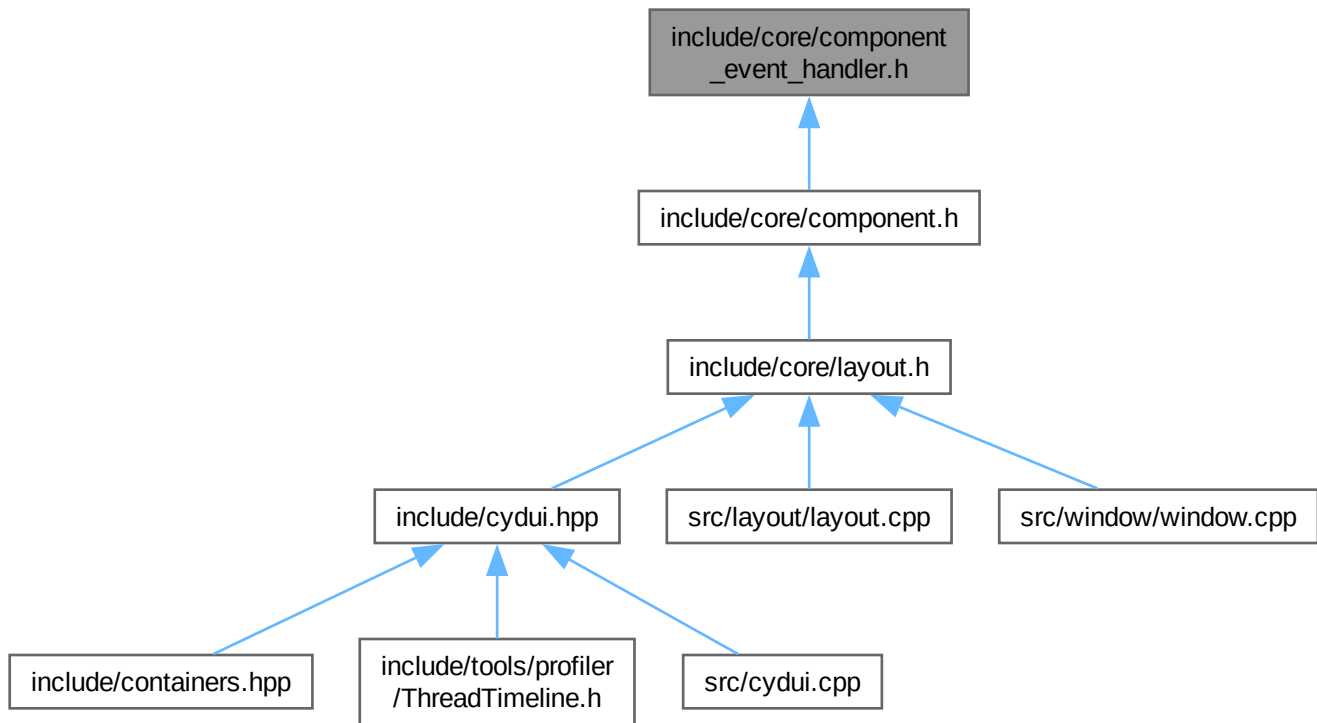 include/core/component
_event_handler.h
include/core/component.h
include/core/layout.h
include/cydui.hpp
src/layout/layout.cpp
src/window/window.cpp
include/containers.hpp
include/tools/profiler
/ThreadTimeline.h
src/cydui.cpp